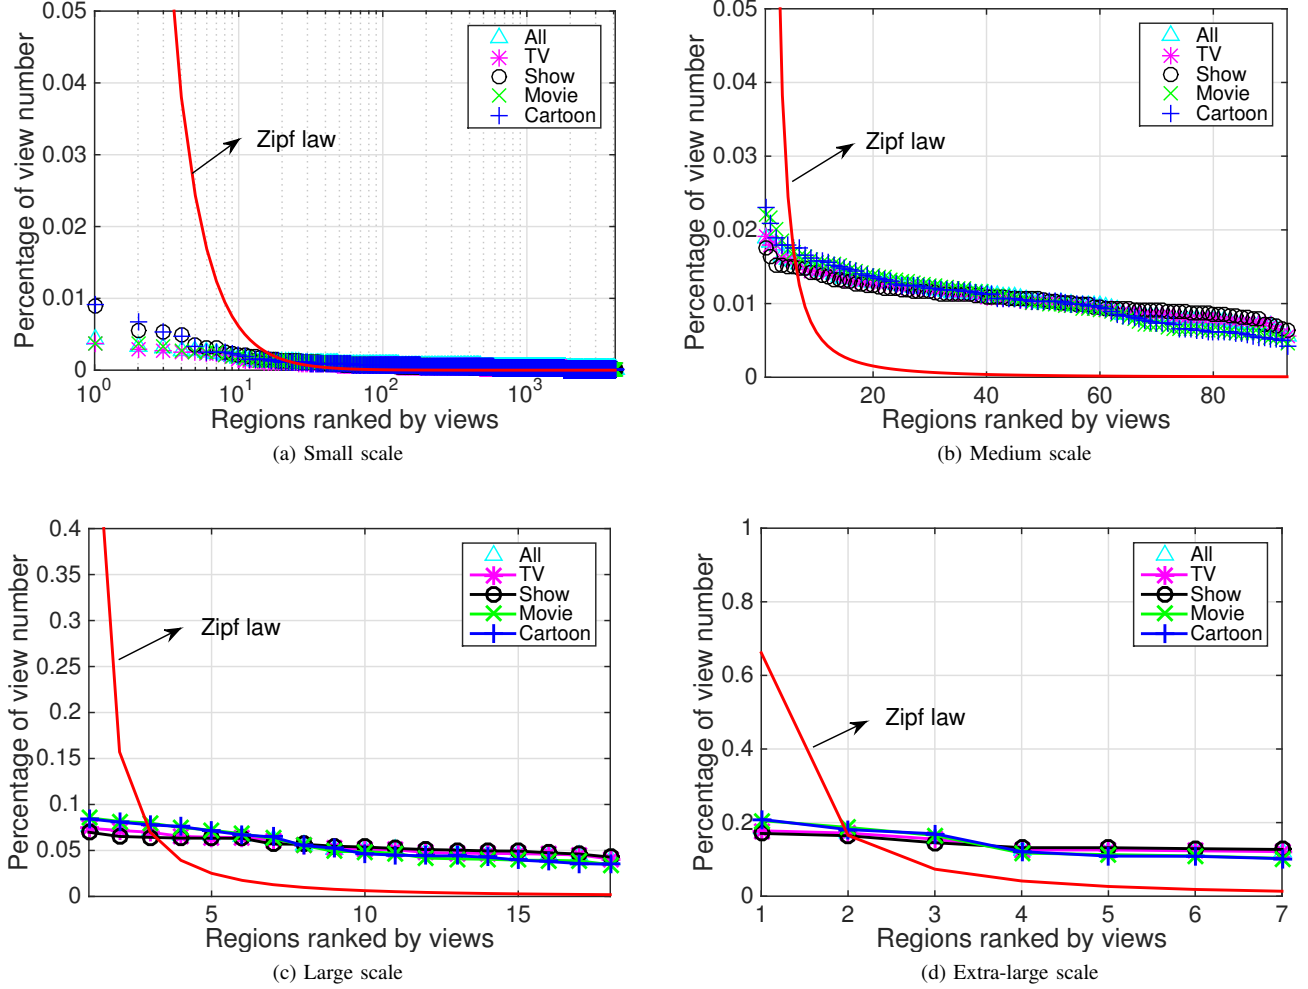 Percentage of view number
0.05
0.04
0.03
0.02
0.01
0
All
TV
Show
Movie
Cartoon
Zipf law
10^0 10^1 10^2 10^3
Regions ranked by views
(a) Small scale
Percentage of view number
0.05
0.04
0.03
0.02
0.01
0
All
TV
Show
Movie
Cartoon
Zipf law
20 40 60 80
Regions ranked by views
(b) Medium scale
Percentage of view number
0.4
0.35
0.3
0.25
0.2
0.15
0.1
0.05
0
All
TV
Show
Movie
Cartoon
Zipf law
5 10 15
Regions ranked by views
(c) Large scale
Percentage of view number
1
0.8
0.6
0.4
0.2
0
All
TV
Show
Movie
Cartoon
Zipf law
1 2 3 4 5 6 7
Regions ranked by views
(d) Extra-large scale